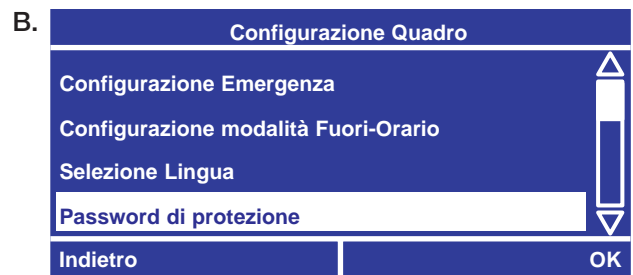 B.
Configurazione Quadro
Configurazione Emergenza
Configurazione modalità Fuori-Orario
Selezione Lingua
Password di protezione
Indietro OK